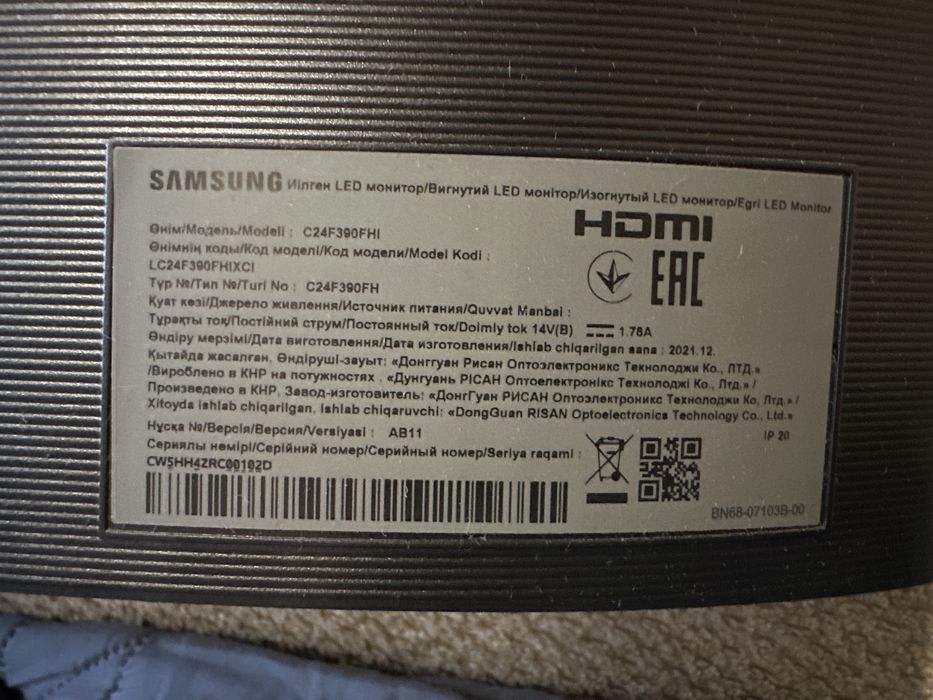 SAMSUNG Иілген LED монитор/Вигнутий LED монітор/Изогнутый LED монитор/Egri LED Monitor
HDMI
Өнім/Модель/Modeli : C24F390FHI
Өнімнің коды/Код моделі/Код модели/Model Kodi :
LC24F390FHIXCI
EAC
Тұр №/Тип №/Turi No : C24F390FH
Қуат көзі/Джерело живлення/Источник питания/Quvvat Manbai :
Тұрақты ток/Постійний струм/Постоянный ток/Doimiy tok 14V(B) 1.78A
Өндіру мерзімі/Дата виготовлення/Дата изготовления/Ishlab chiqarilgan sana : 2021.12.
Қытайда жасалған, Өндіруші-зауыт: «Донггуан Рисан Оптоэлектроникс Текнолоджи Ко., ЛТД.»
/Вироблено в КНР на потужностях . «Дунгуань РІСАН Оптоелектронікс Технолоджі Ко., Лтд.» /
Произведено в КНР, Завод-изготовитель: «ДонгГуан РИСАН Оптоэлектроникс Технолоджи Ко, Лтд.» /
Xitoyda ishlab chiqarilgan, Ishlab chiqaruvchi: «DongGuan RISAN Optoelectronics Technology Co., Ltd.»
Нұсқа №/Версія/Версия/Versiyasi : AB11
IP 20
Сериялы нөмірі/Серійний номер/Серийный номер/Seriya raqami :
CW5HH4ZRC00102D
BN68-07103B-00